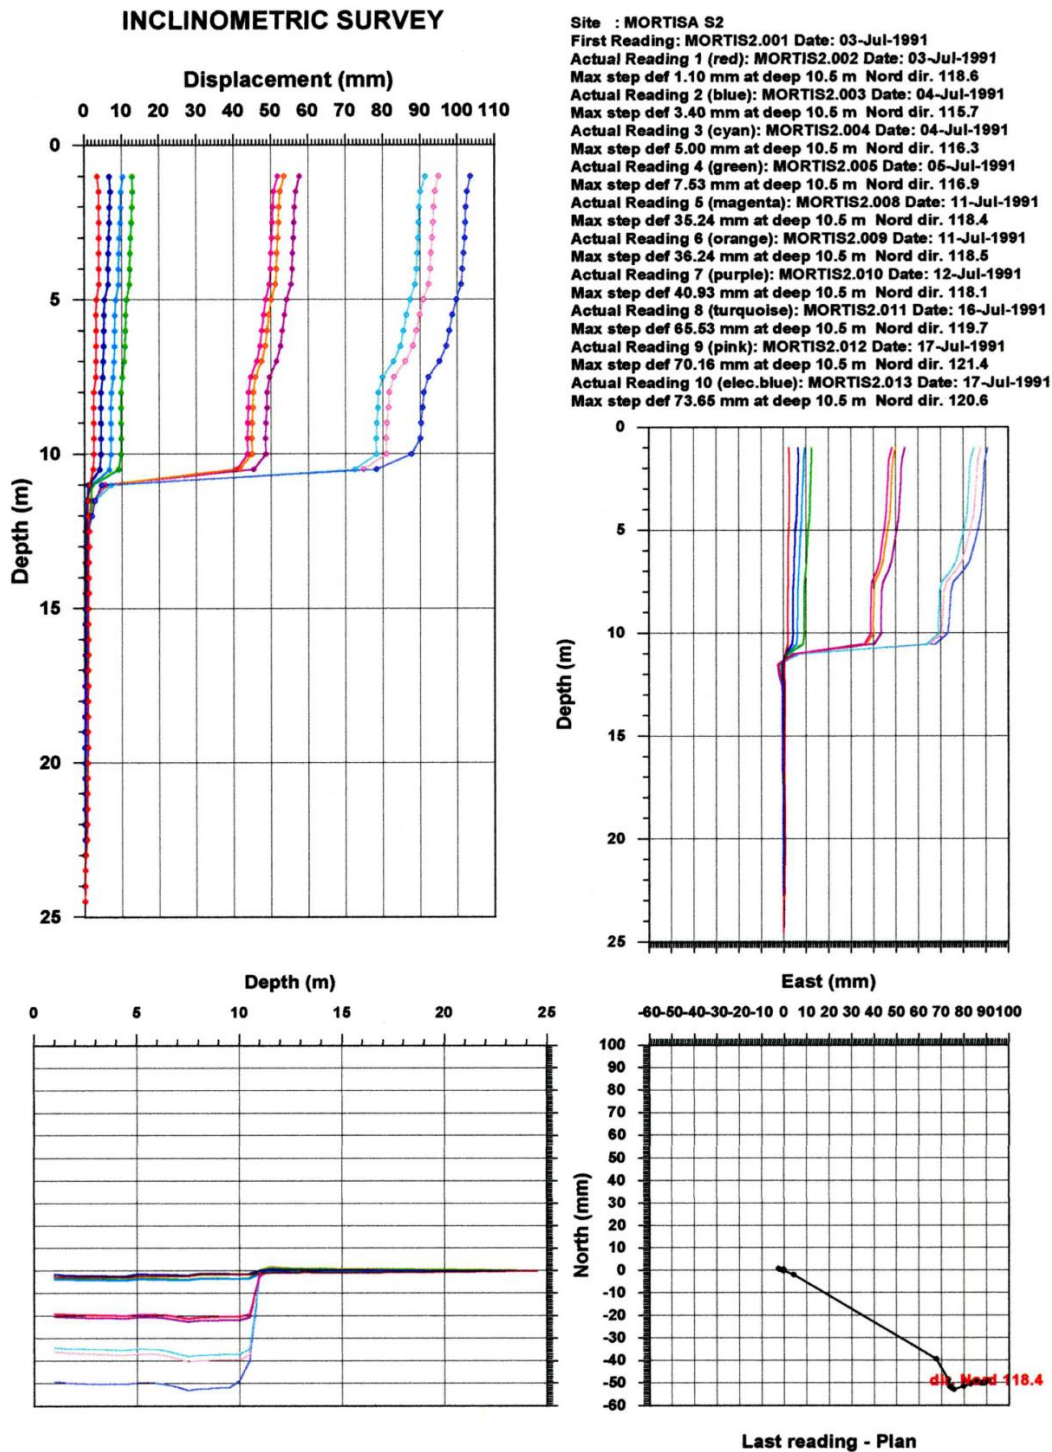 INCLINOMETRIC SURVEY
Site : MORTISA S2
First Reading: MORTIS2.001 Date: 03-Jul-1991
Actual Reading 1 (red): MORTIS2.002 Date: 03-Jul-1991
Max step def 1.10 mm at deep 10.5 m Nord dir. 118.6
Actual Reading 2 (blue): MORTIS2.003 Date: 04-Jul-1991
Max step def 3.40 mm at deep 10.5 m Nord dir. 115.7
Actual Reading 3 (cyan): MORTIS2.004 Date: 04-Jul-1991
Max step def 5.00 mm at deep 10.5 m Nord dir. 116.3
Actual Reading 4 (green): MORTIS2.005 Date: 05-Jul-1991
Max step def 7.53 mm at deep 10.5 m Nord dir. 116.9
Actual Reading 5 (magenta): MORTIS2.008 Date: 11-Jul-1991
Max step def 35.24 mm at deep 10.5 m Nord dir. 118.4
Actual Reading 6 (orange): MORTIS2.009 Date: 11-Jul-1991
Max step def 36.24 mm at deep 10.5 m Nord dir. 118.5
Actual Reading 7 (purple): MORTIS2.010 Date: 12-Jul-1991
Max step def 40.93 mm at deep 10.5 m Nord dir. 118.1
Actual Reading 8 (turquoise): MORTIS2.011 Date: 16-Jul-1991
Max step def 65.53 mm at deep 10.5 m Nord dir. 119.7
Actual Reading 9 (pink): MORTIS2.012 Date: 17-Jul-1991
Max step def 70.16 mm at deep 10.5 m Nord dir. 121.4
Actual Reading 10 (elec.blue): MORTIS2.013 Date: 17-Jul-1991
Max step def 73.65 mm at deep 10.5 m Nord dir. 120.6
Displacement (mm)
0 10 20 30 40 50 60 70 80 90 100 110
0
5
10
15
20
25
Depth (m)
0
5
10
15
20
25
Depth (m)
Depth (m)
0 5 10 15 20 25
East (mm)
-60-50-40-30-20-10 0 10 20 30 40 50 60 70 80 90100
100
90
80
70
60
50
40
30
20
10
0
-10
-20
-30
-40
-50
-60
North (mm)
dir. Nord 118.4
Last reading - Plan